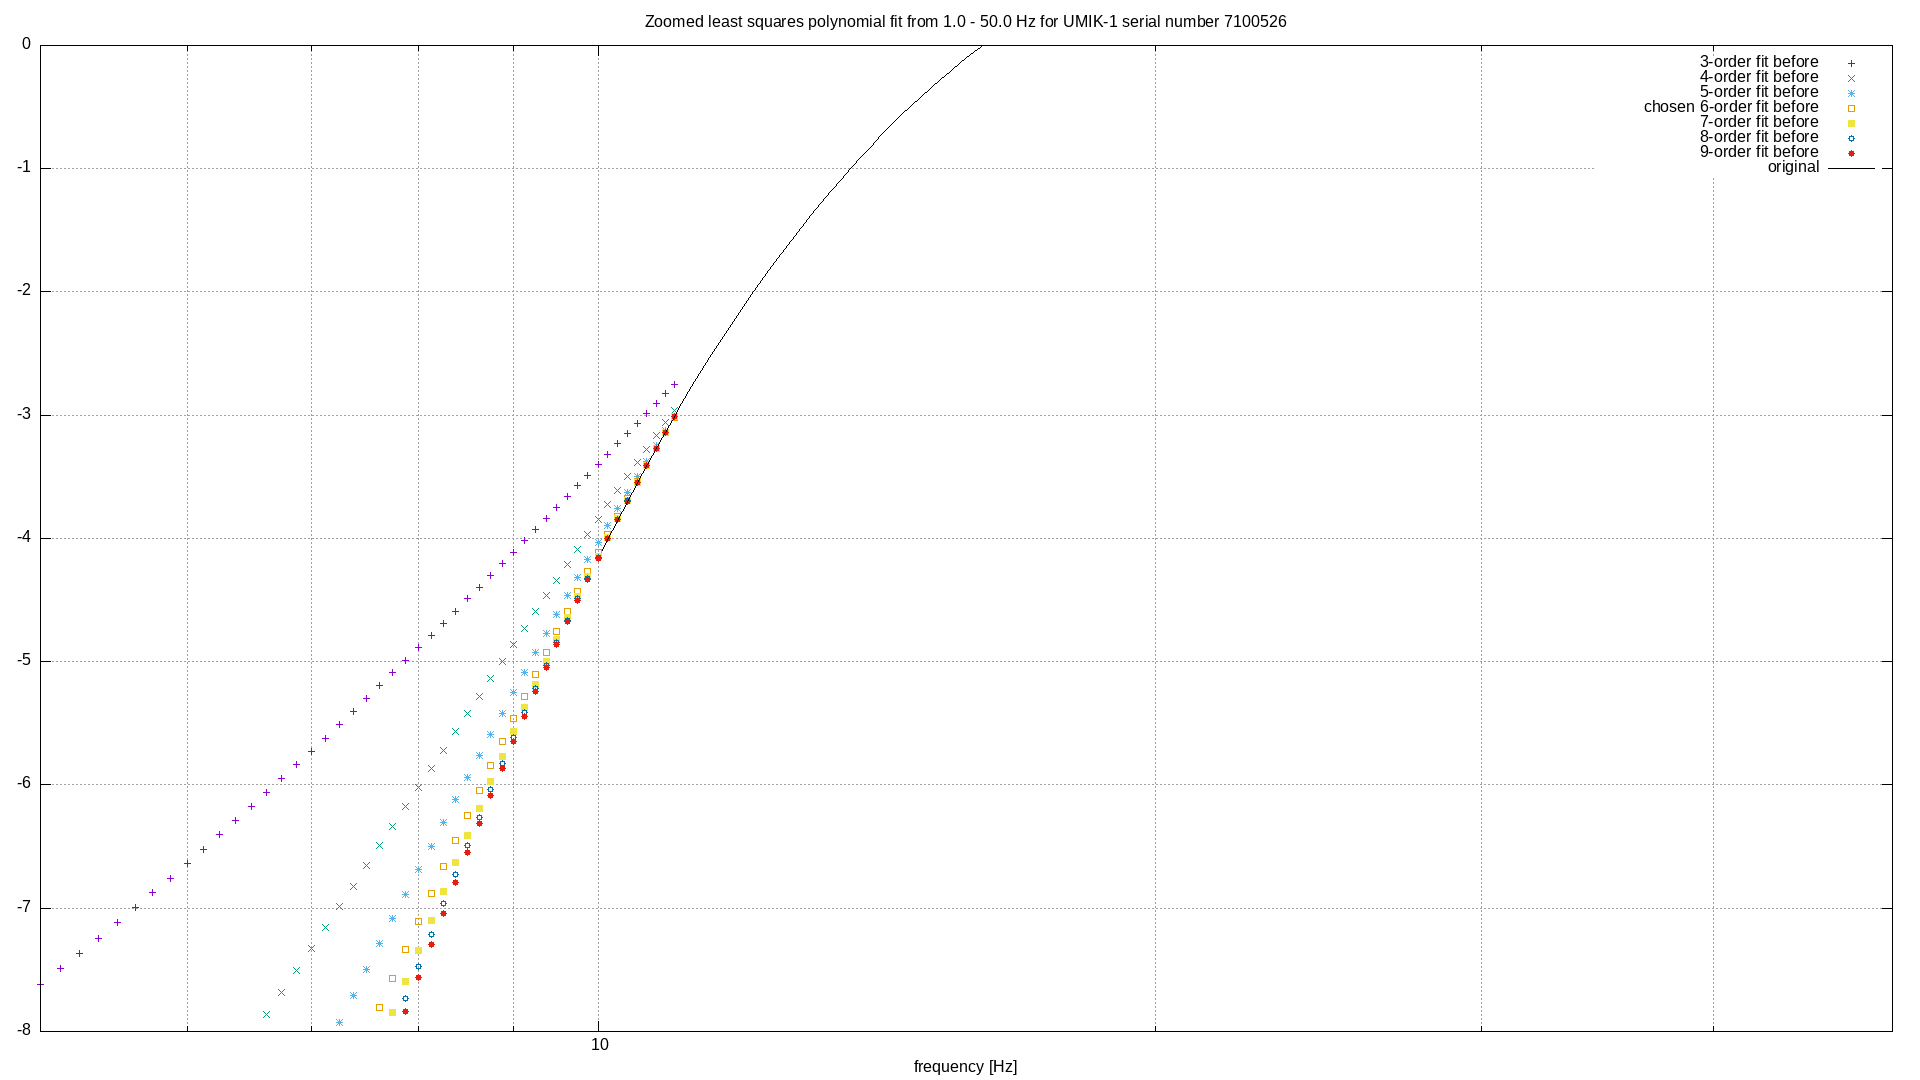 Zoomed least squares polynomial fit from 1.0 - 50.0 Hz for UMIK-1 serial number 7100526
0
-1
-2
-3
-4
-5
-6
-7
-8
3-order fit before
4-order fit before
5-order fit before
chosen 6-order fit before
7-order fit before
8-order fit before
9-order fit before
original
10
frequency [Hz]